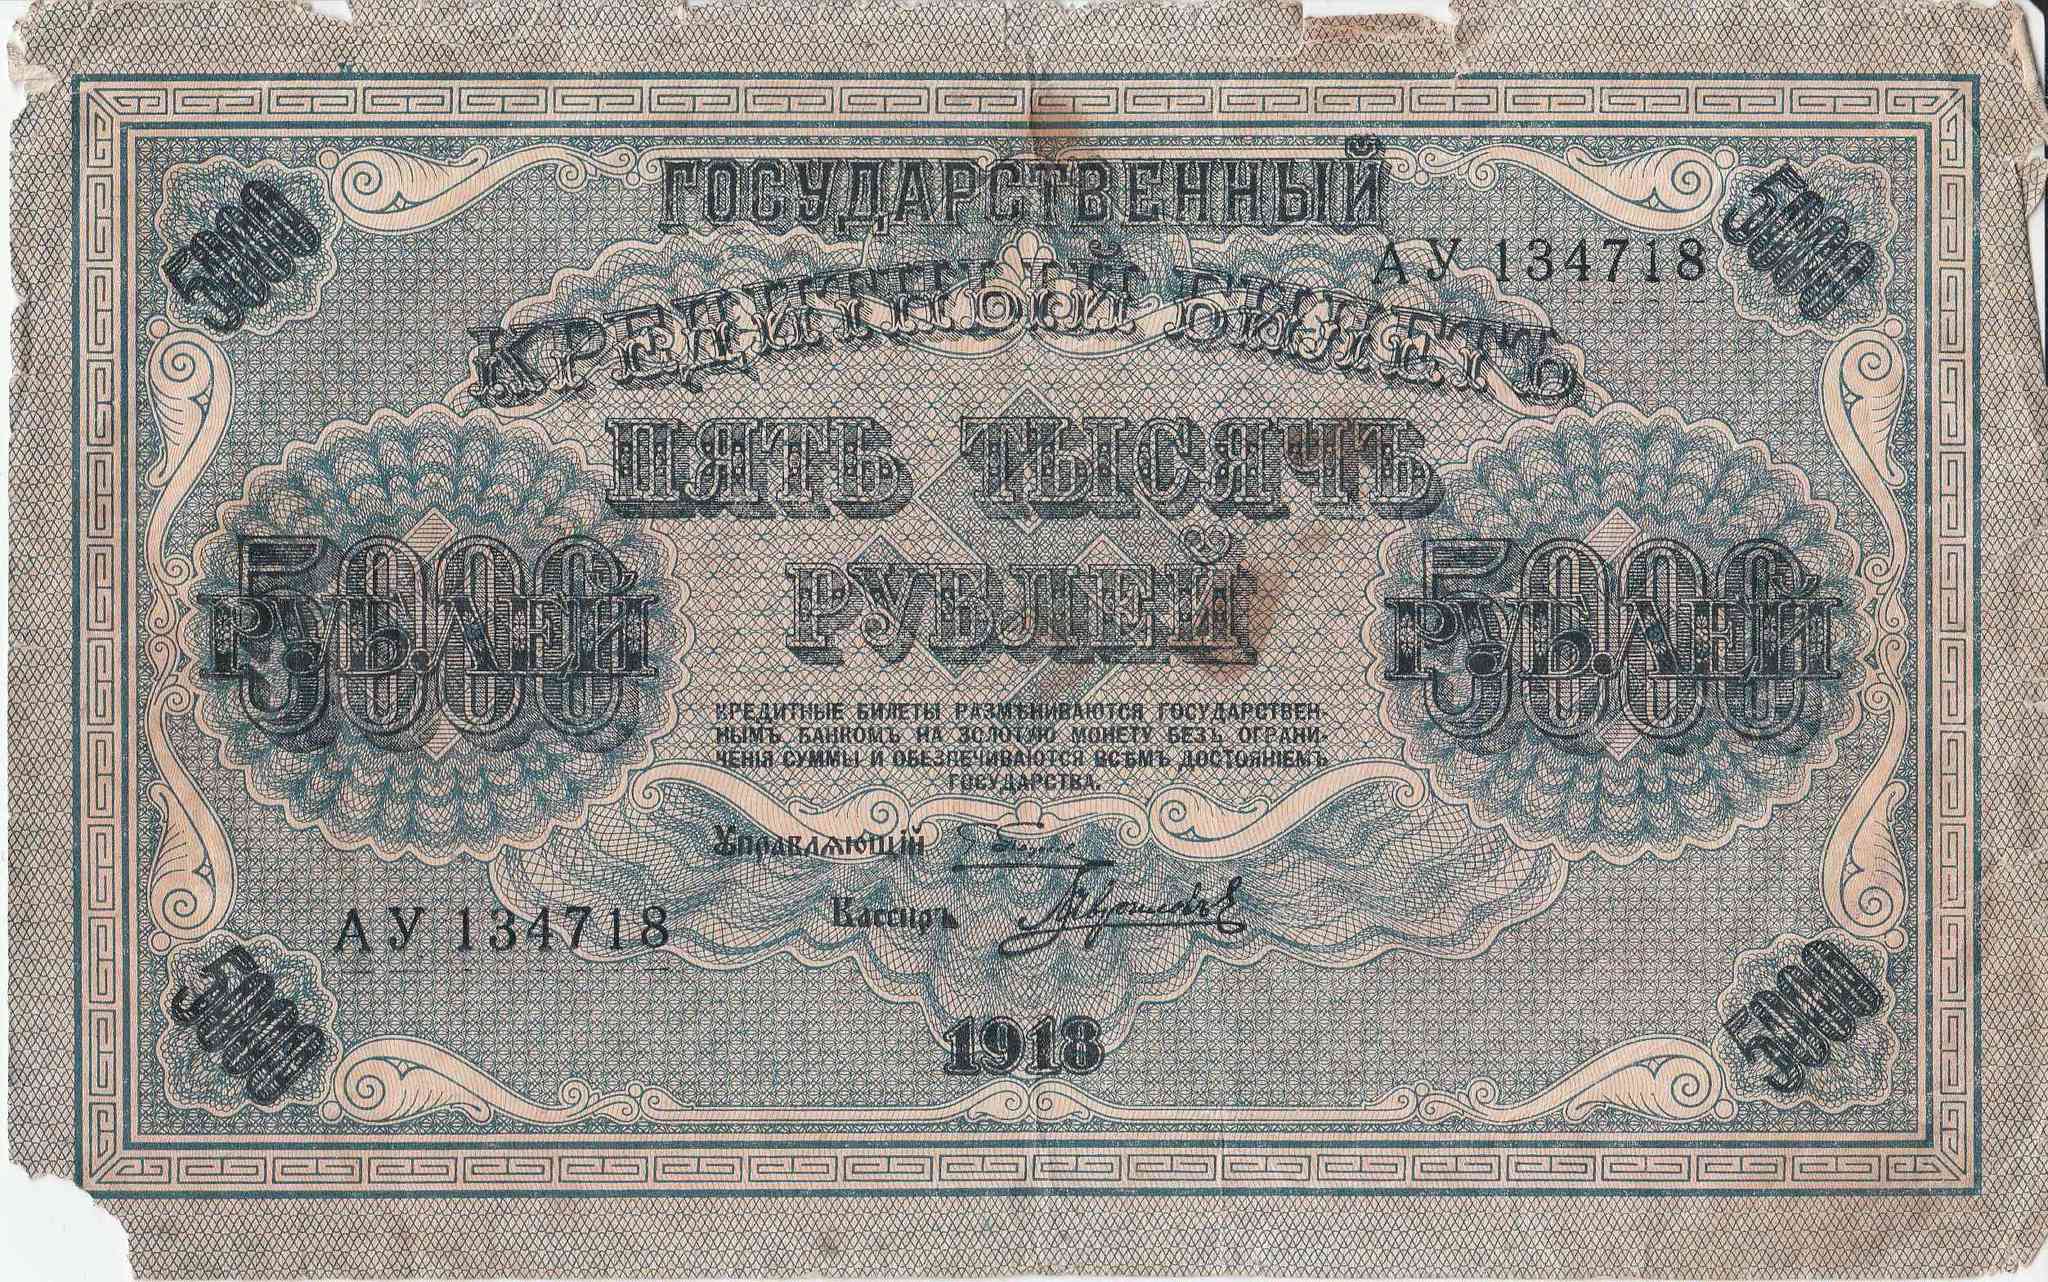 5000
ГОСУДАРСТВЕННЫЙ
5000
АУ 134718
КРЕДИТНЫЙ БИЛЕТЪ
ПЯТЬ ТЫСЯЧЪ
РУБЛЕЙ
5000
РУБЛЕЙ
5000
РУБЛЕЙ
КРЕДИТНЫЕ БИЛЕТЫ РАЗМѢНИВАЮТСЯ ГОСУДАРСТВЕН-
НЫМЪ БАНКОМЪ НА ЗОЛОТУЮ МОНЕТУ БЕЗЪ ОГРАНИ-
ЧЕНІЯ СУММЫ И ОБЕЗПЕЧИВАЮТСЯ ВСѢМЪ ДОСТОЯНІЕМЪ
ГОСУДАРСТВА.
Управляющій
Кассиръ
АУ 134718
5000
1918
5000